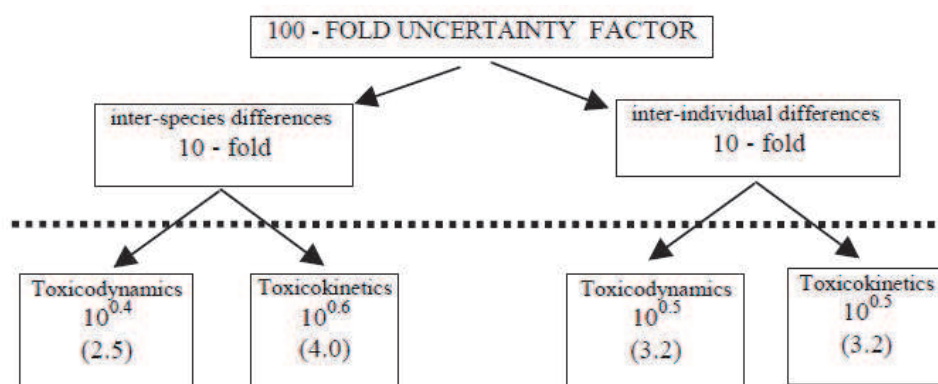 100 - FOLD UNCERTAINTY FACTOR
inter-species differences
10 - fold
inter-individual differences
10 - fold
Toxicodynamics
10^0.4
(2.5)
Toxicokinetics
10^0.6
(4.0)
Toxicodynamics
10^0.5
(3.2)
Toxicokinetics
10^0.5
(3.2)